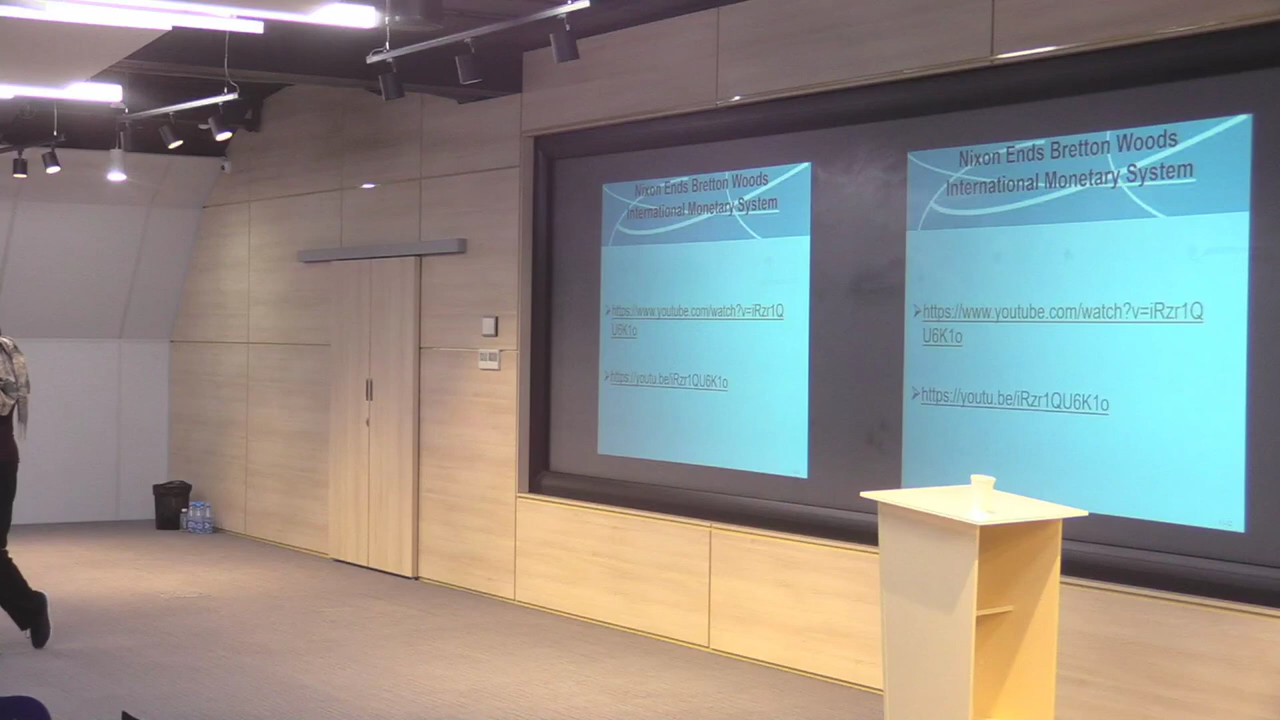 Nixon Ends Bretton Woods
International Monetary System
https://www.youtube.com/watch?v=iRzr1Q
U6K1o
https://youtu.be/iRzr1QU6K1o
Nixon Ends Bretton Woods
International Monetary System
https://www.youtube.com/watch?v=iRzr1Q
U6K1o
https://youtu.be/iRzr1QU6K1o